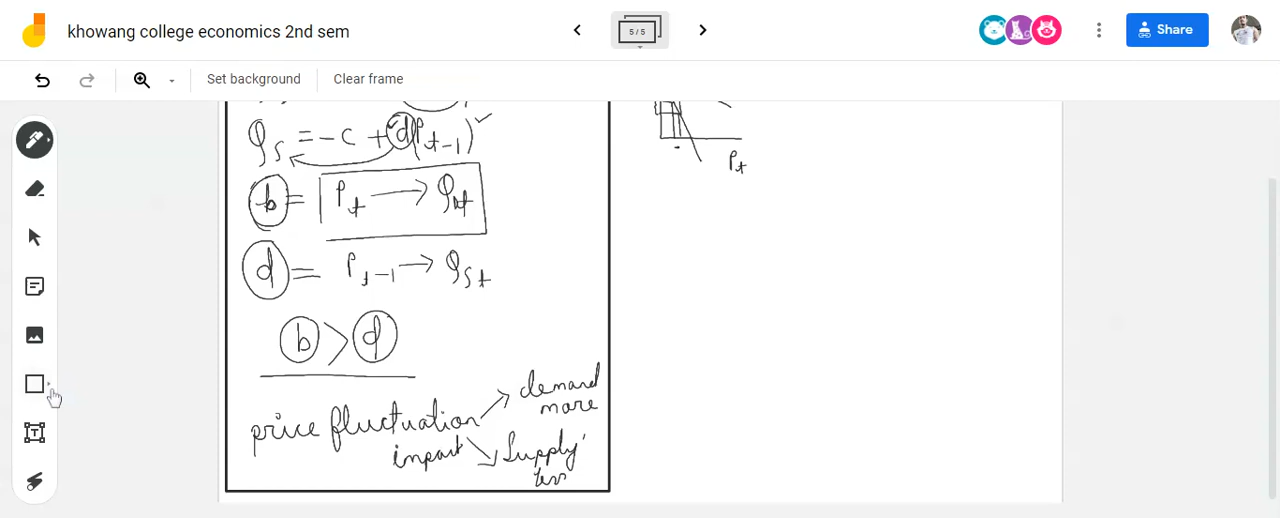 khowang college economics 2nd sem
5 / 5
Share
Set background
Clear frame
Qs = -c + d(Pt-1)
b = Pt → Qdt
d = Pt-1 → Qst
b > d
price fluctuation
impact
demand
more
Supply
less
Pt